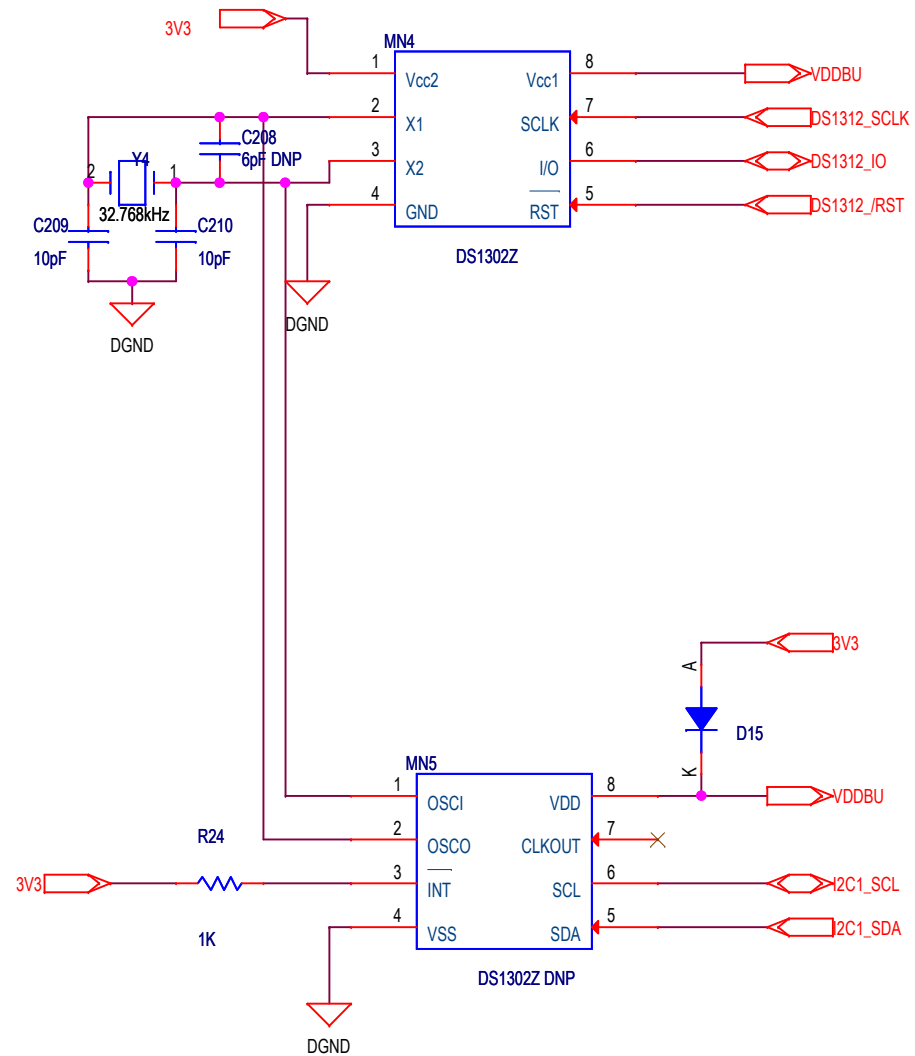 3V3
MN4
1
Vcc2
Vcc1
8
VDDBU
2
X1
SCLK
7
DS1312_SCLK
C208
6pF DNP
3
X2
I/O
6
DS1312_IO
2
Y4
1
32.768kHz
4
GND
RST
5
DS1312_/RST
C209
10pF
C210
10pF
DS1302Z
DGND
DGND
A
3V3
D15
K
MN5
1
OSCI
VDD
8
VDDBU
2
OSCO
CLKOUT
7
R24
3V3
3
INT
SCL
6
I2C1_SCL
1K
4
VSS
SDA
5
I2C1_SDA
DS1302Z DNP
DGND